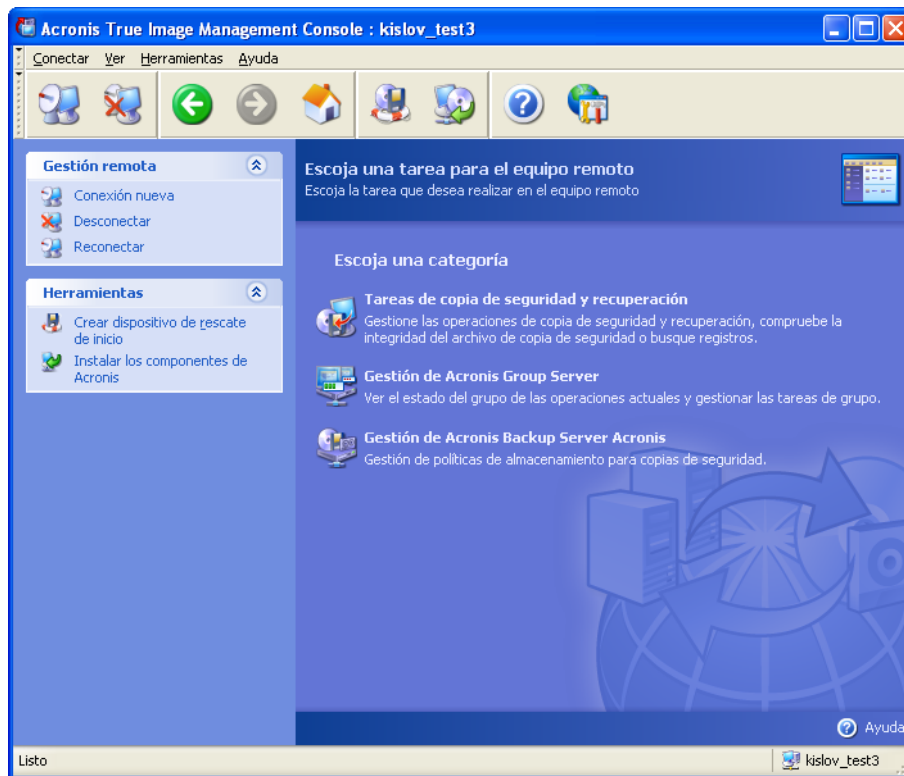 Acronis True Image Management Console : kislov_test3
Conectar Ver Herramientas Ayuda
Gestión remota
Conexión nueva
Desconectar
Reconectar
Herramientas
Crear dispositivo de rescate
de inicio
Instalar los componentes de
Acronis
Escoja una tarea para el equipo remoto
Escoja la tarea que desea realizar en el equipo remoto
Escoja una categoría
Tareas de copia de seguridad y recuperación
Gestione las operaciones de copia de seguridad y recuperación, compruebe la
integridad del archivo de copia de seguridad o busque registros.
Gestión de Acronis Group Server
Ver el estado del grupo de las operaciones actuales y gestionar las tareas de grupo.
Gestión de Acronis Backup Server Acronis
Gestión de políticas de almacenamiento para copias de seguridad.
Ayuda
Listo
kislov_test3